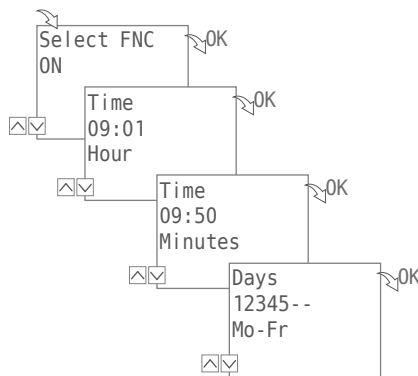 Select FNC
ON
OK
Time
09:01
Hour
OK
Time
09:50
Minutes
OK
Days
12345--
Mo-Fr
OK